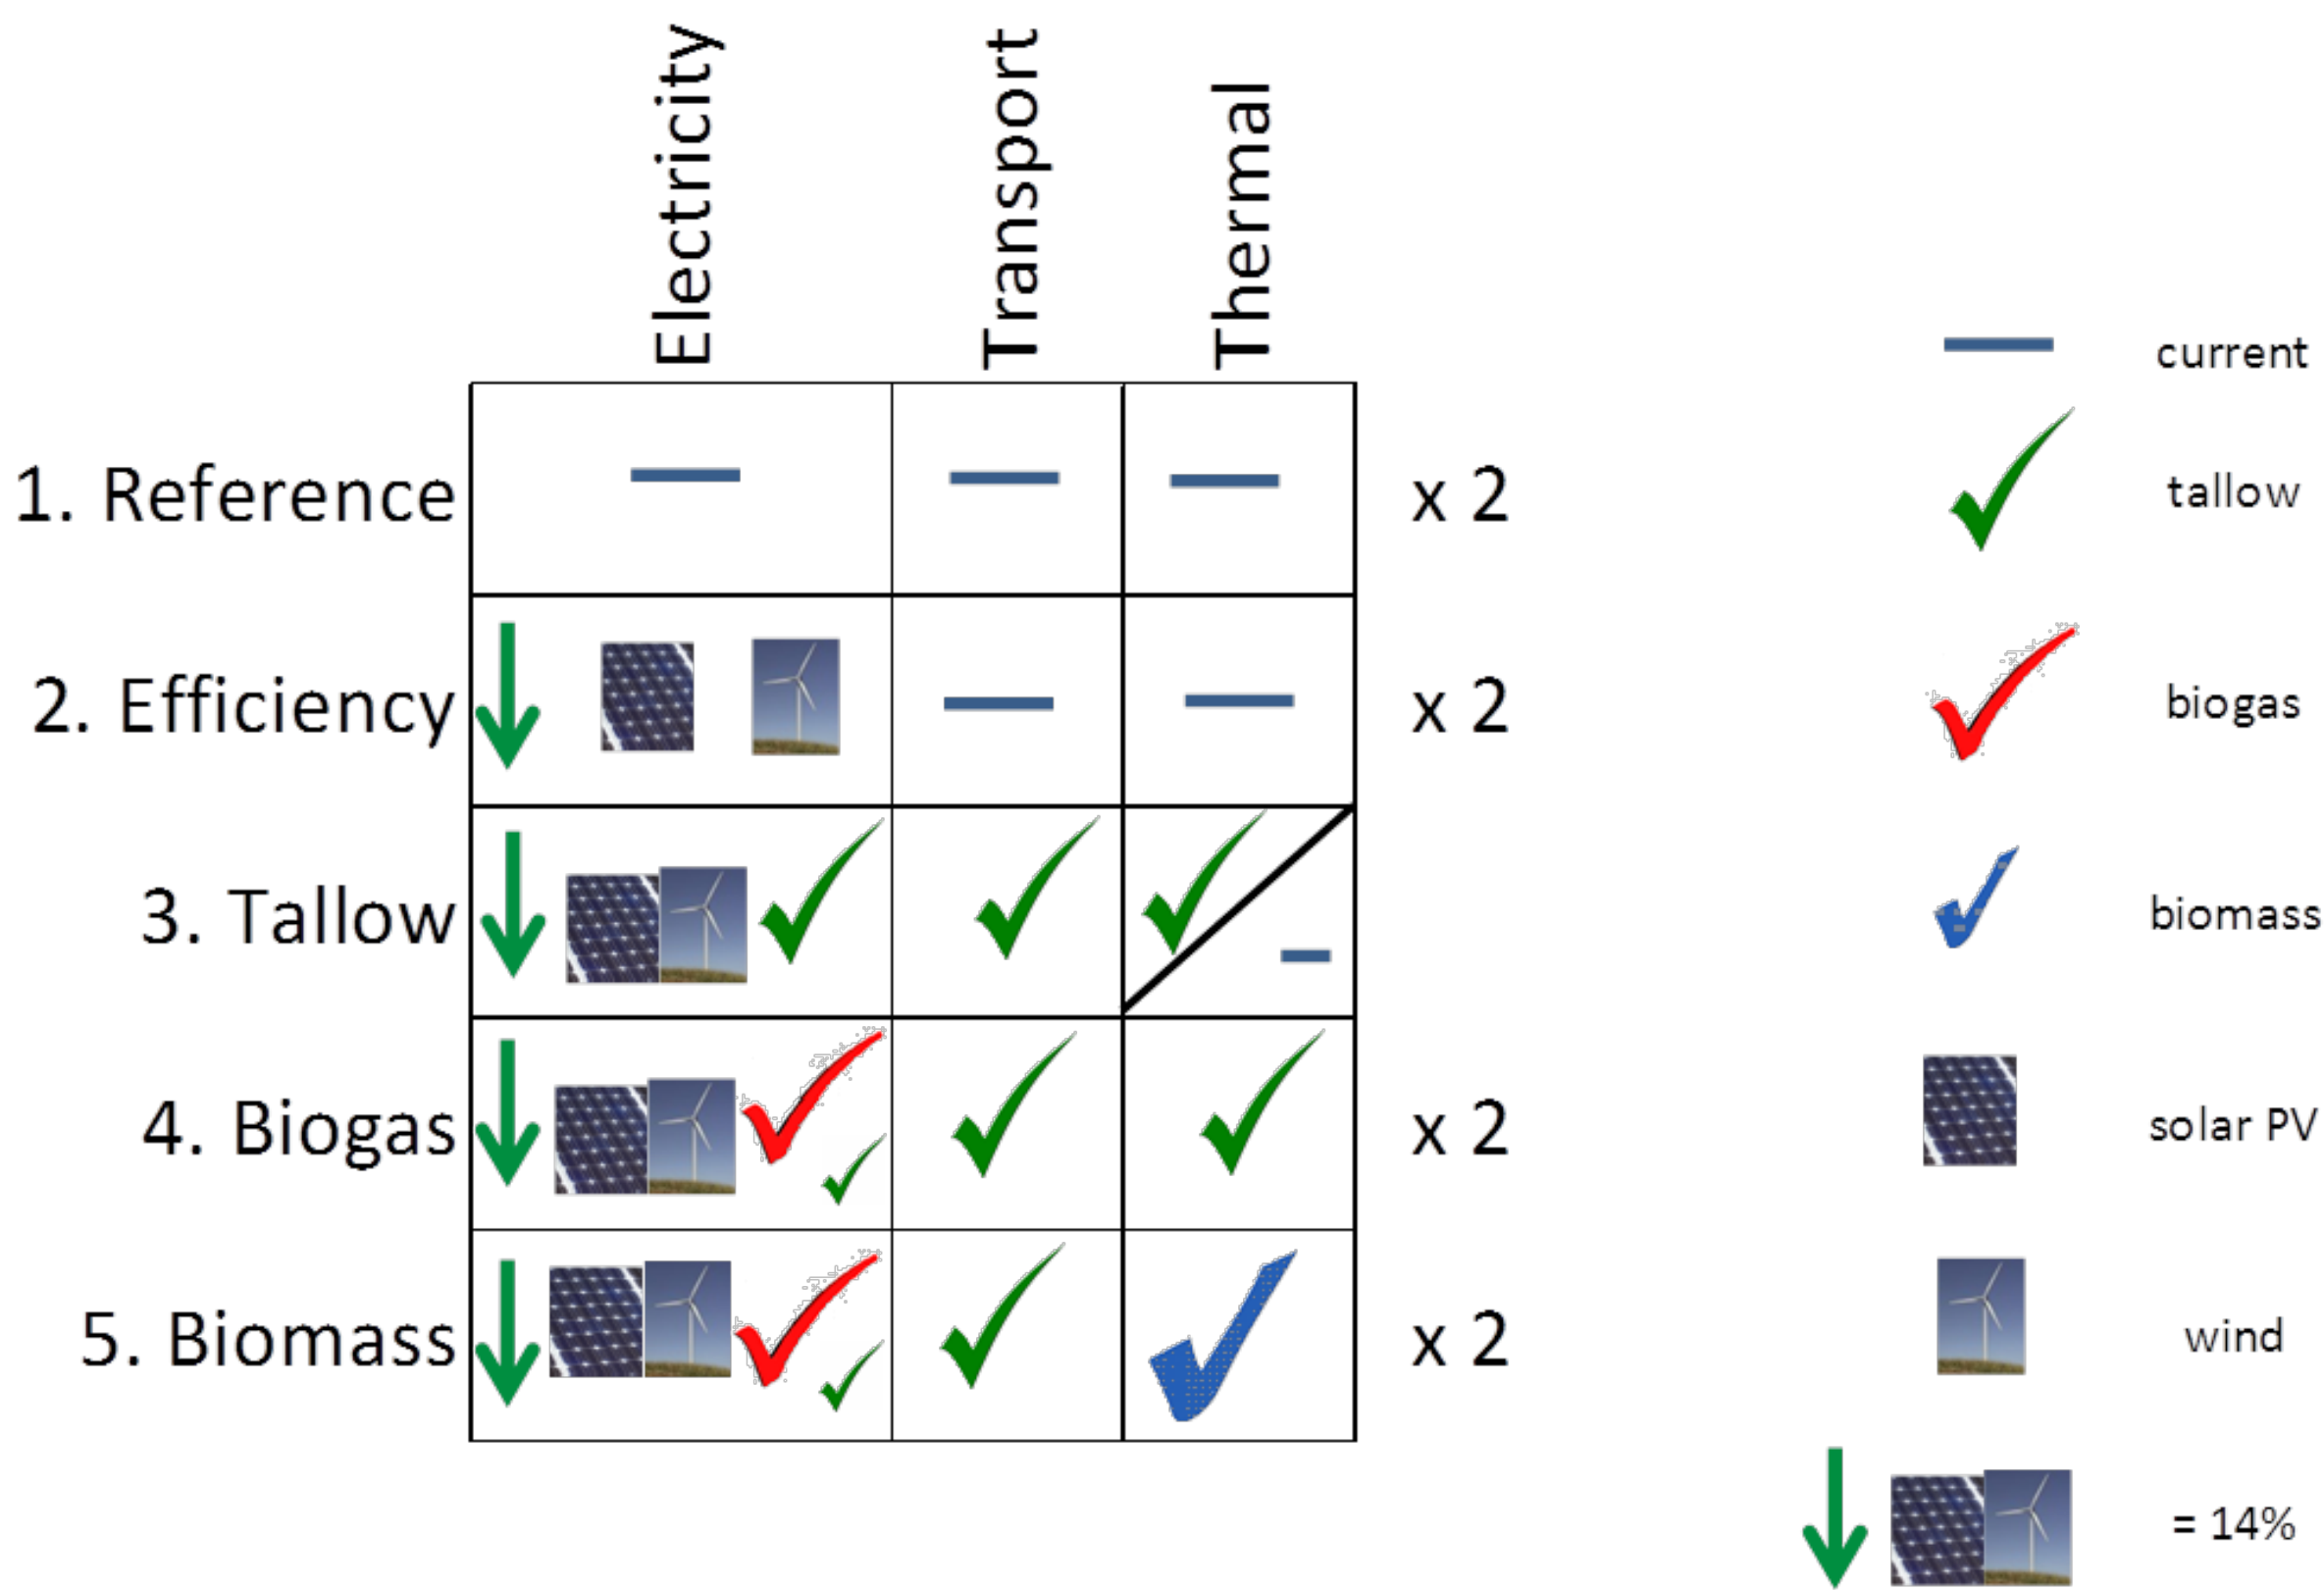 Electricity
Transport
Thermal
1. Reference
x 2
2. Efficiency
x 2
3. Tallow
4. Biogas
x 2
5. Biomass
x 2
current
tallow
biogas
biomass
solar PV
wind
= 14%